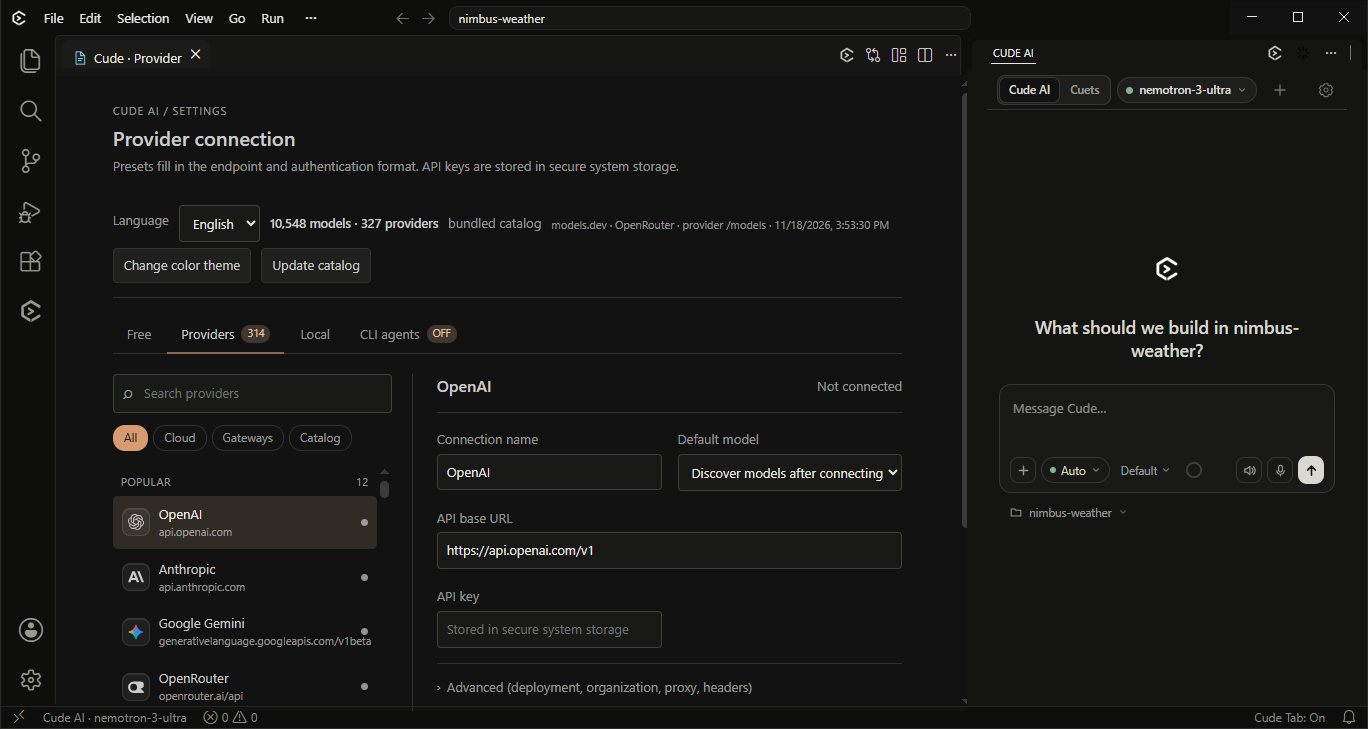 File Edit Selection View Go Run ···
nimbus-weather
Cude · Provider
CUDE AI / SETTINGS
Provider connection
Presets fill in the endpoint and authentication format. API keys are stored in secure system storage.
Language English 10,548 models · 327 providers bundled catalog models.dev · OpenRouter · provider /models · 11/18/2026, 3:53:30 PM
Change color theme Update catalog
Free Providers 314 Local CLI agents OFF
Search providers
All Cloud Gateways Catalog
POPULAR 12
OpenAI
api.openai.com
Anthropic
api.anthropic.com
Google Gemini
generativelanguage.googleapis.com/v1beta
OpenRouter
openrouter.ai/api
OpenAI Not connected
Connection name Default model
OpenAI Discover models after connecting
API base URL
https://api.openai.com/v1
API key
Stored in secure system storage
› Advanced (deployment, organization, proxy, headers)
CUDE AI
Cude AI Cuets nemotron-3-ultra
What should we build in nimbus-
weather?
Message Cude...
Auto Default
nimbus-weather
Cude AI · nemotron-3-ultra 0 0 Cude Tab: On